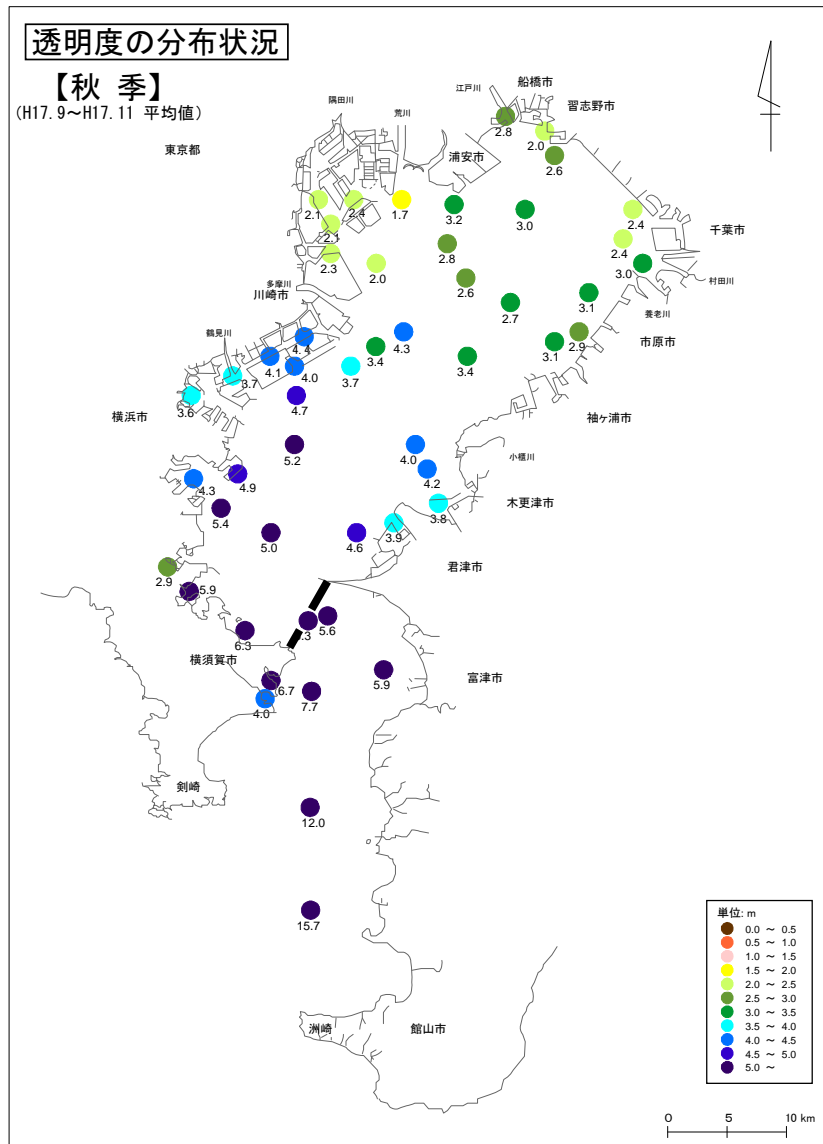 透明度の分布状況
【秋 季】
(H17.9～H17.11 平均値)
東京都
隅田川
荒川
江戸川
船橋市
習志野市
浦安市
千葉市
村田川
養老川
市原市
袖ヶ浦市
小櫃川
木更津市
君津市
富津市
館山市
洲崎
剣崎
横須賀市
横浜市
鶴見川
川崎市
多摩川
2.8
2.0
2.6
2.1
2.4
1.7
3.2
3.0
2.4
2.1
2.8
2.4
2.3
2.0
2.6
3.0
2.7
3.1
4.4
4.3
3.1
2.9
4.1
4.0
3.4
3.4
3.7
3.7
3.6
4.7
5.2
4.0
4.2
4.3
4.9
3.8
5.4
5.0
4.6
3.9
2.9
5.9
5.6
6.3
6.7
5.9
4.0
7.7
12.0
15.7
単位: m
0.0 ～ 0.5
0.5 ～ 1.0
1.0 ～ 1.5
1.5 ～ 2.0
2.0 ～ 2.5
2.5 ～ 3.0
3.0 ～ 3.5
3.5 ～ 4.0
4.0 ～ 4.5
4.5 ～ 5.0
5.0 ～
0 5 10 km